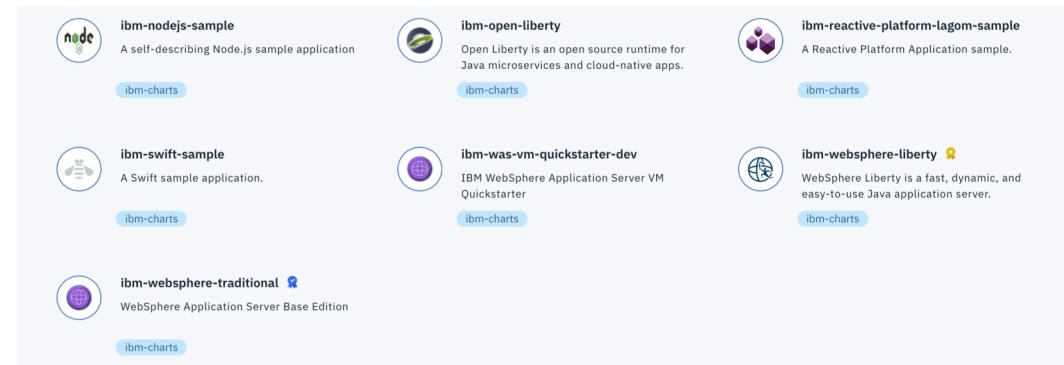 node
ibm-nodejs-sample
A self-describing Node.js sample application
ibm-charts
ibm-open-liberty
Open Liberty is an open source runtime for
Java microservices and cloud-native apps.
ibm-charts
ibm-reactive-platform-lagom-sample
A Reactive Platform Application sample.
ibm-charts
ibm-swift-sample
A Swift sample application.
ibm-charts
ibm-was-vm-quickstarter-dev
IBM WebSphere Application Server VM
Quickstarter
ibm-charts
ibm-websphere-liberty
WebSphere Liberty is a fast, dynamic, and
easy-to-use Java application server.
ibm-charts
ibm-websphere-traditional
WebSphere Application Server Base Edition
ibm-charts